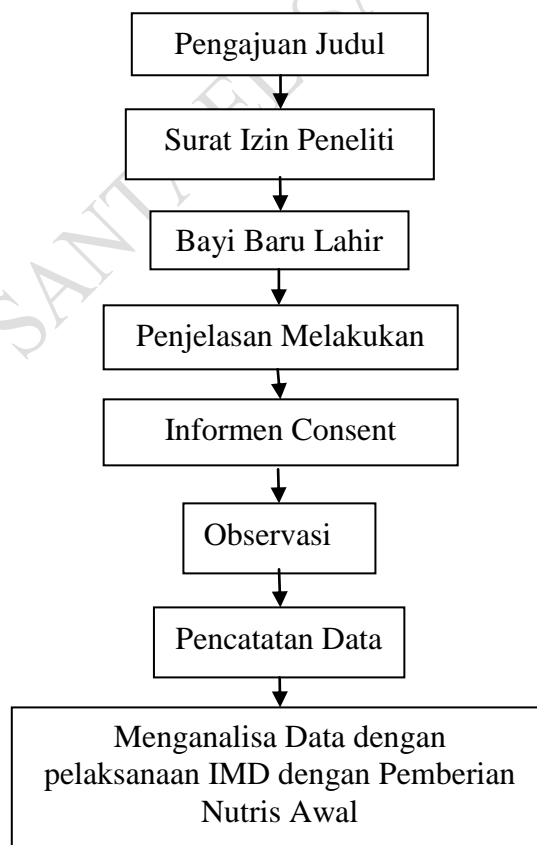 Pengajuan Judul
Surat Izin Peneliti
Bayi Baru Lahir
Penjelasan Melakukan
Informen Consent
Observasi
Pencatatan Data
Menganalisa Data dengan
pelaksanaan IMD dengan Pemberian
Nutris Awal
SANTA